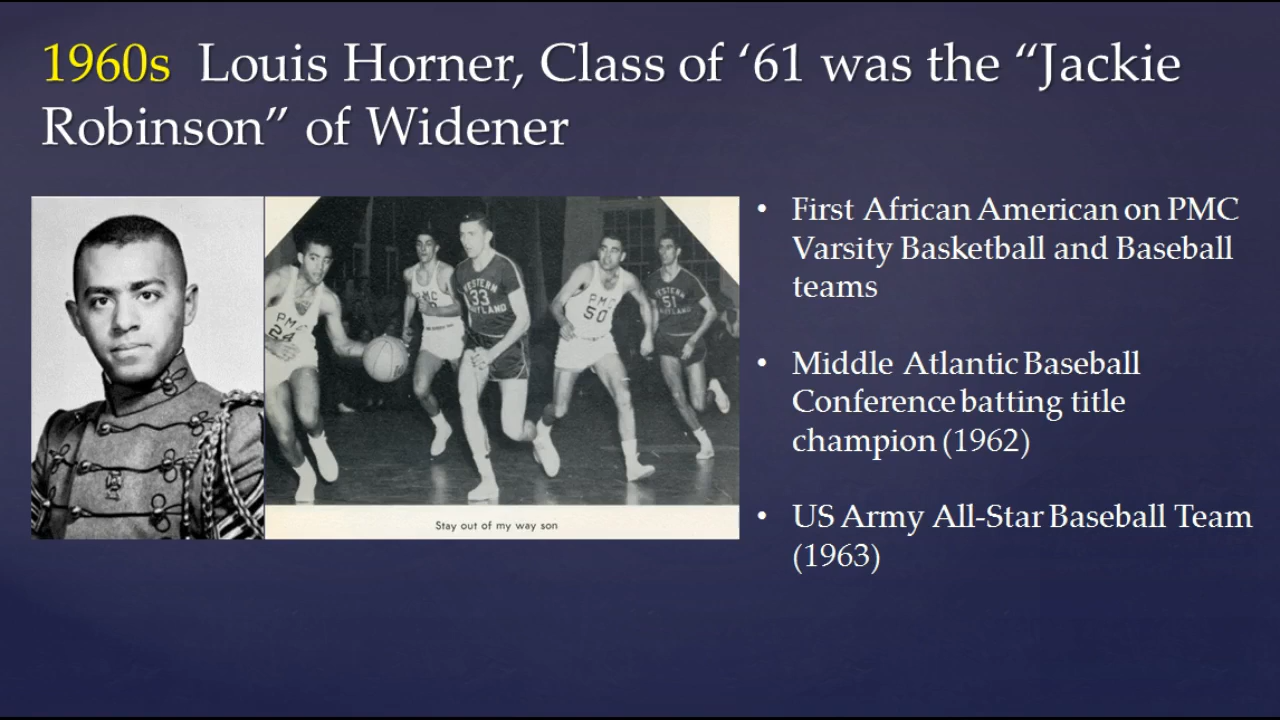 1960s Louis Horner, Class of ‘61 was the “Jackie
Robinson” of Widener
• First African American on PMC
Varsity Basketball and Baseball
teams
• Middle Atlantic Baseball
Conference batting title
champion (1962)
• US Army All-Star Baseball Team
(1963)
PMC
24
PMC
WESTERN
33
MARYLAND
PMC
50
WESTERN
51
MARYLAND
Stay out of my way son